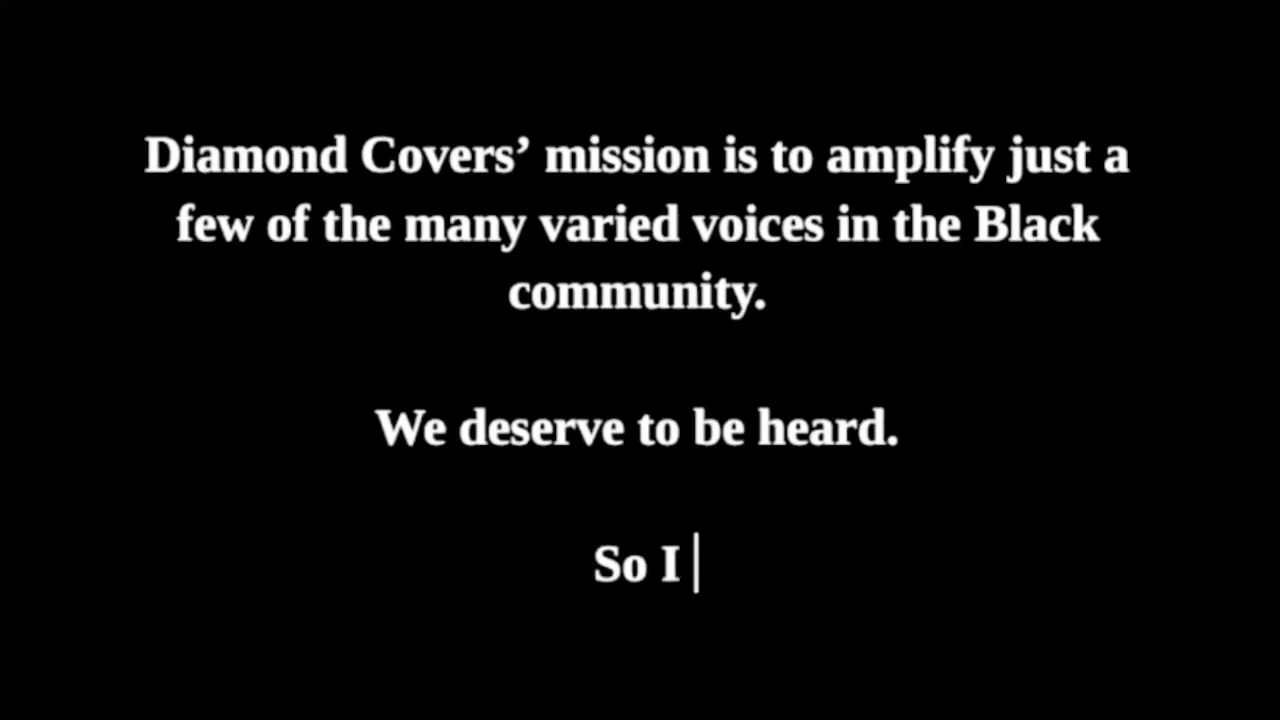 Diamond Covers’ mission is to amplify just a
few of the many varied voices in the Black
community.
We deserve to be heard.
So I